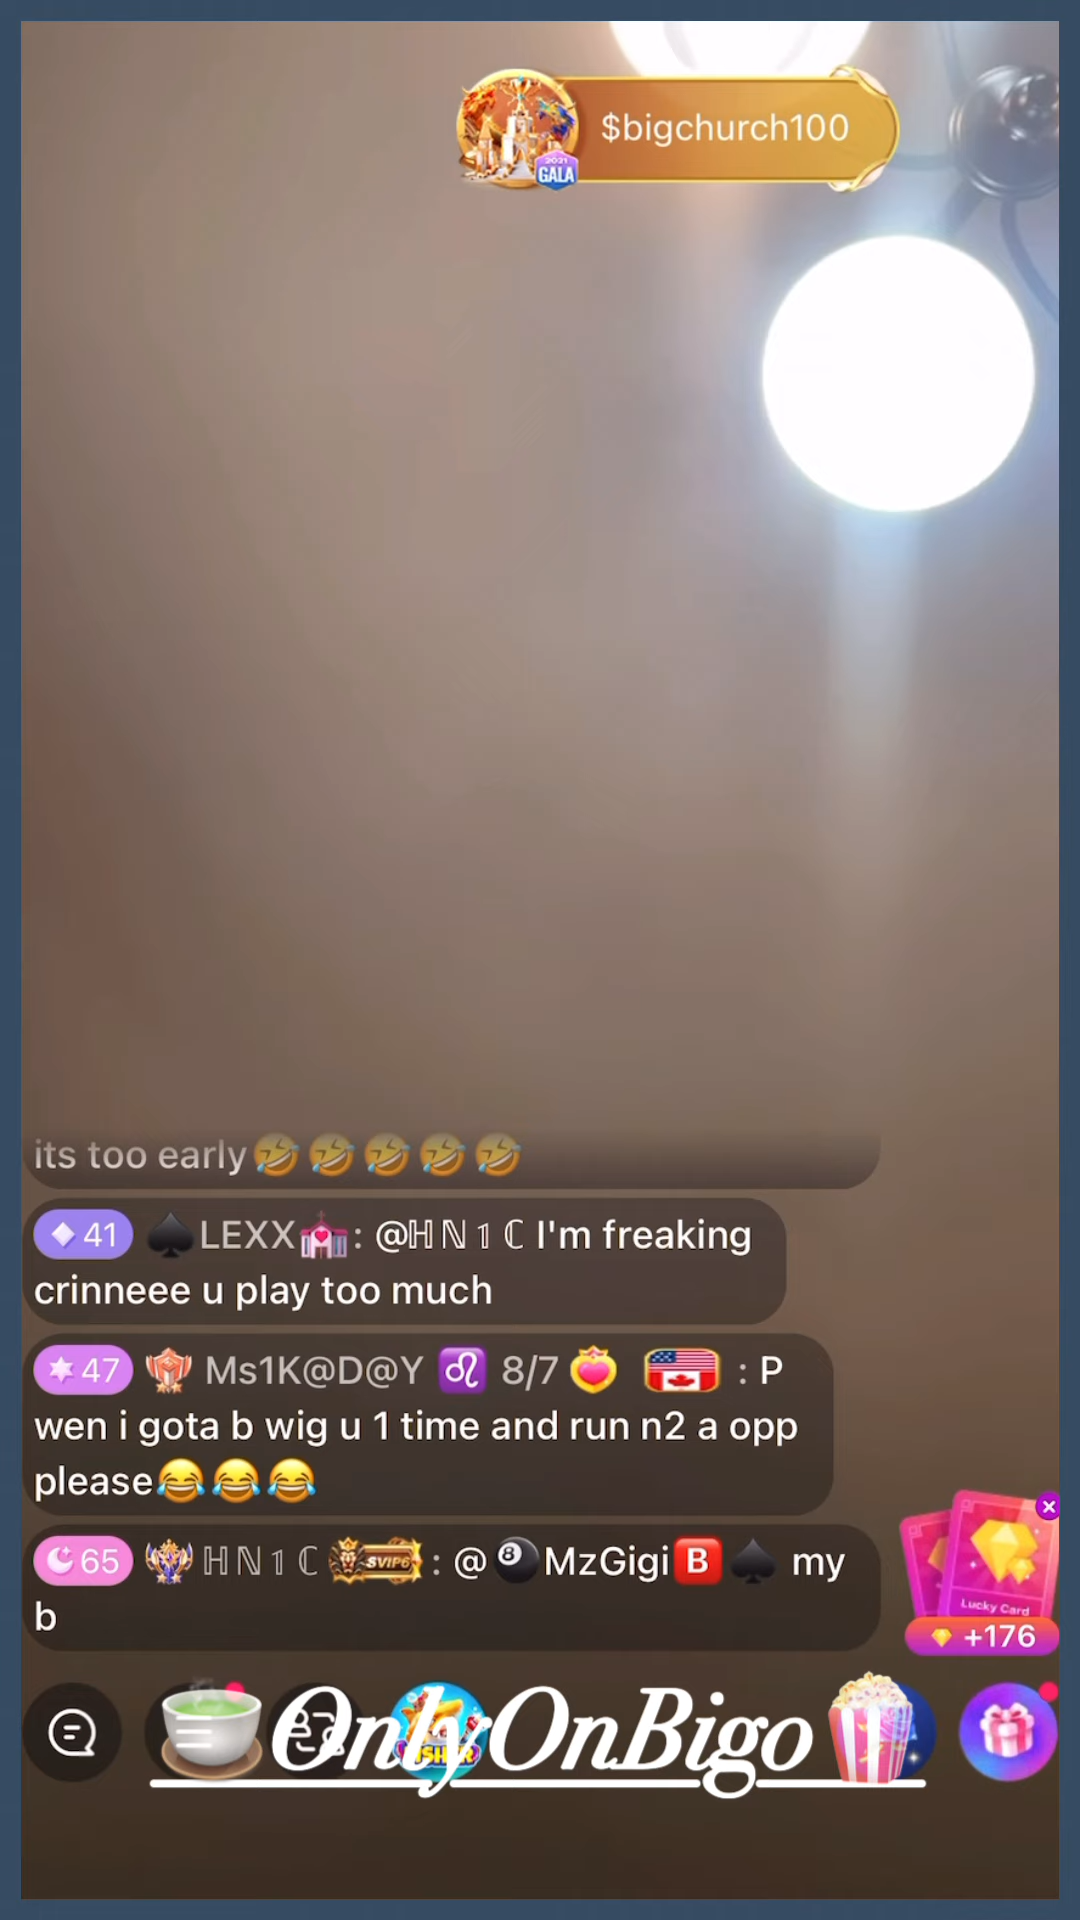 $bigchurch100
2021
GALA
its too early🤣🤣🤣🤣🤣
41 ♠️LEXX💒: @ℍℕ𝟙ℂ I'm freaking
crinneee u play too much
47 Ms1K@D@Y ♌ 8/7 : P
wen i gota b wig u 1 time and run n2 a opp
please😂😂😂
65 ℍℕ𝟙ℂ SVIP6 : @🎱MzGigi🅱️♠️ my
b
Lucky Card
+176
OnlyOnBigo